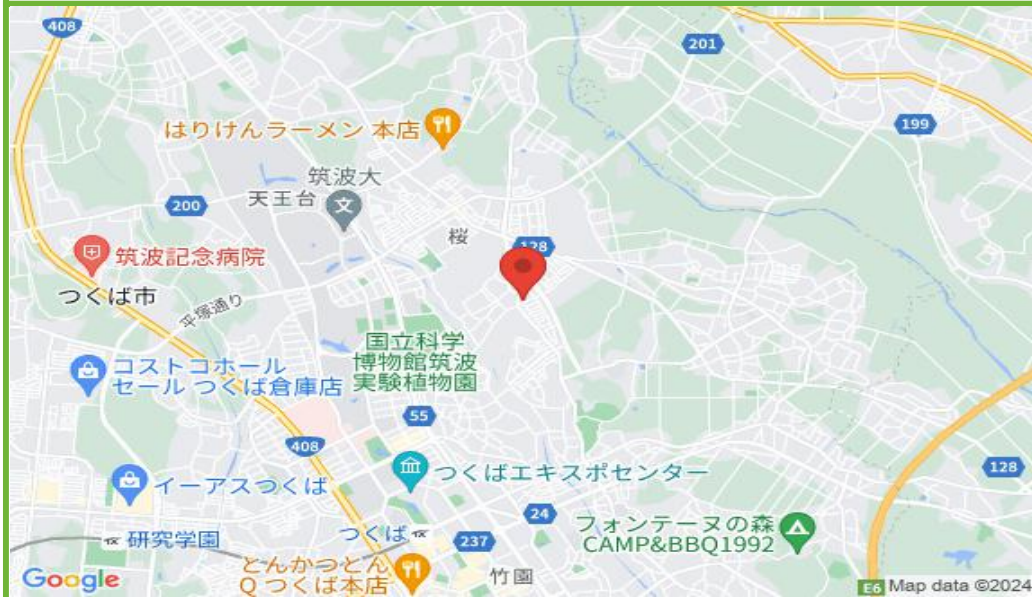 408
201
はりけんラーメン 本店
199
筑波大
天王台
文
200
桜
128
筑波記念病院
つくば市
平塚通り
国立科学
博物館筑波
実験植物園
コストコホール
セール つくば倉庫店
55
408
つくばエキスポセンター
128
イーアスつくば
24
フォンテーヌの森
CAMP&BBQ1992
つくば
237
研究学園
とんかつとん
Q つくば本店
竹園
Google
E6 Map data ©2024